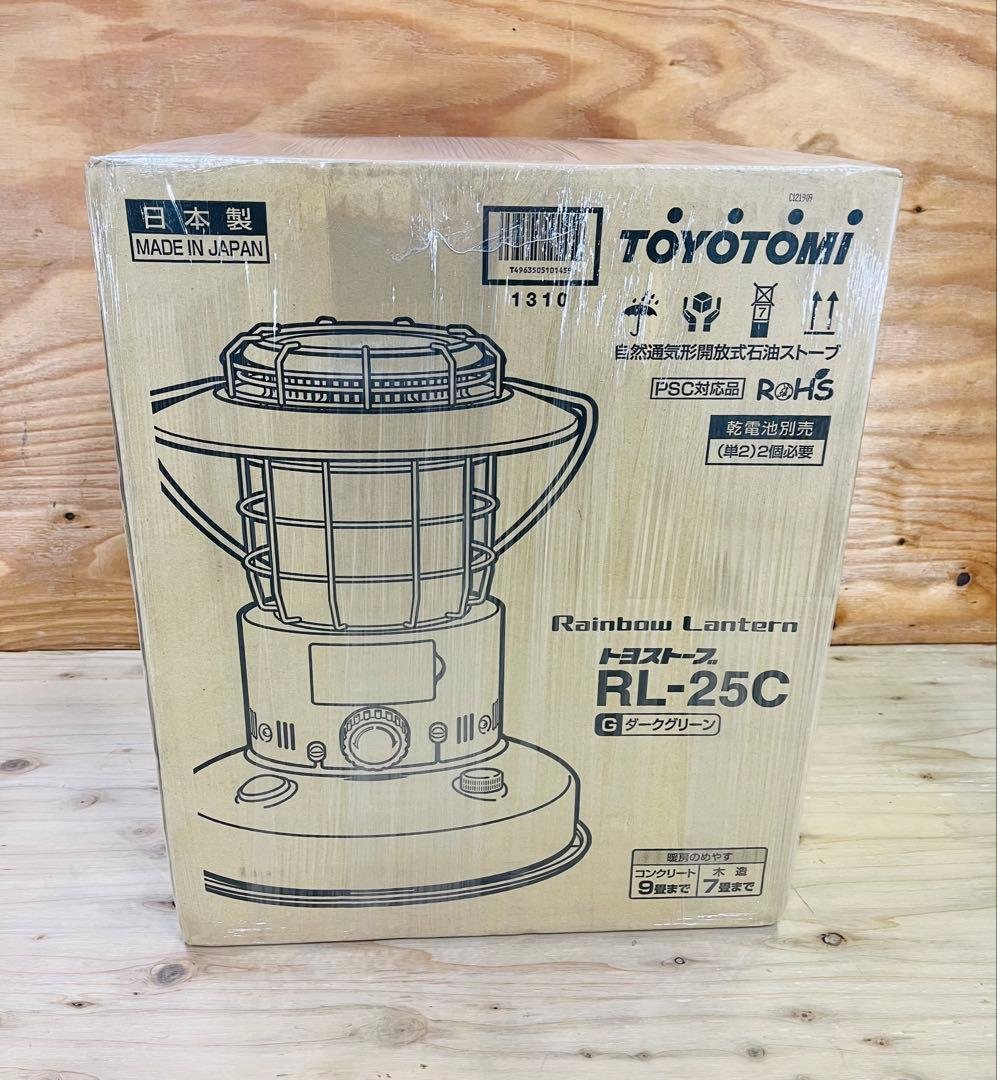 日本製
MADE IN JAPAN
1310
C121909
TOYOTOMI
7
自然通気形開放式石油ストーブ
PSC対応品
RoHS
乾電池別売
(単2)2個必要
Rainbow Lantern
トヨストーブ
RL-25C
G ダークグリーン
暖房のめやす
コンクリート
9畳まで
木造
7畳まで